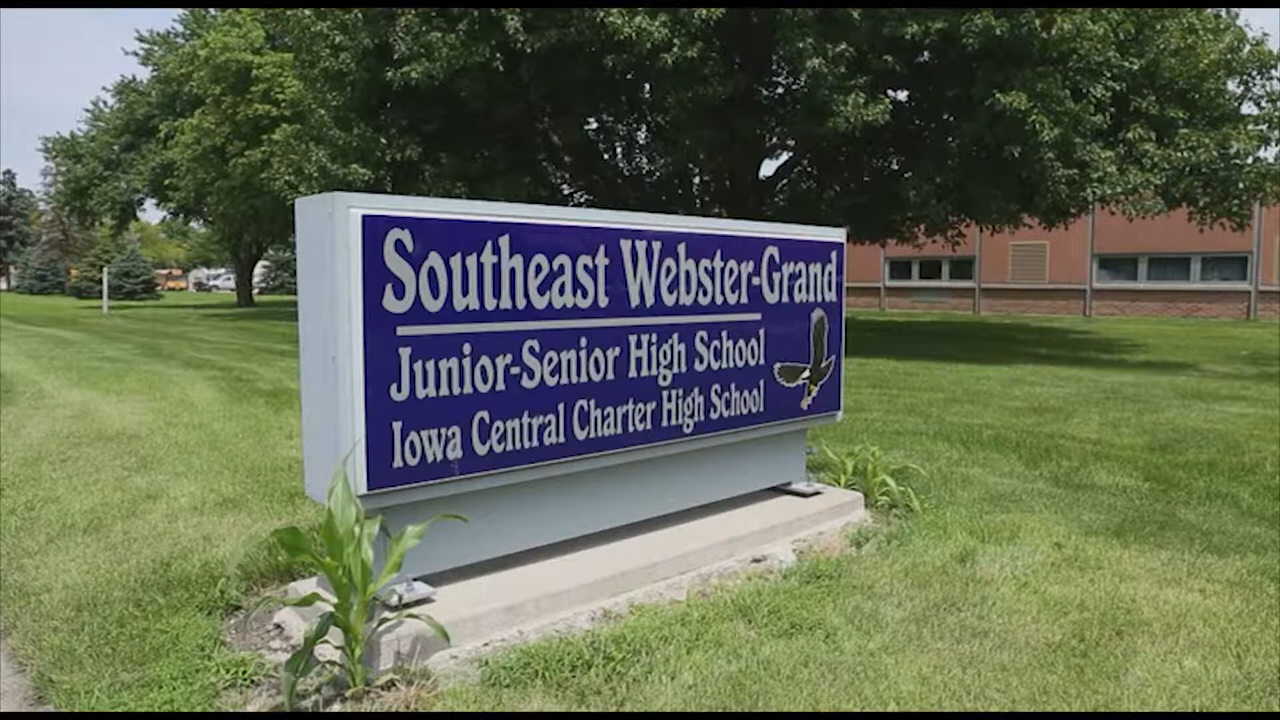 Southeast Webster-Grand
Junior-Senior High School
Iowa Central Charter High School